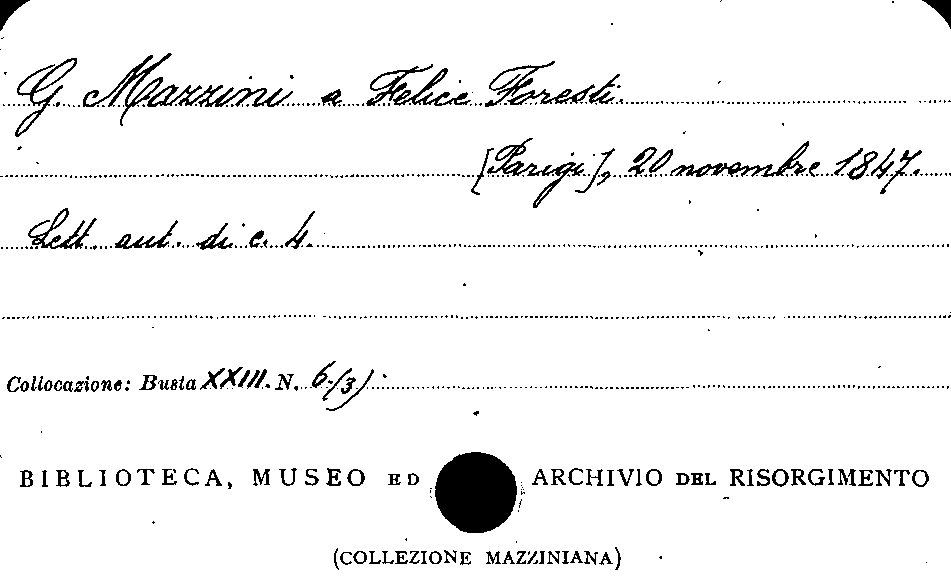 G. Mazzini a Felice Foresti.
[Parigi], 20 novembre 1847.
Lett. aut. di c. 4.
Collocazione: Busta XXIII. N. 6(3)
BIBLIOTECA, MUSEO ED ARCHIVIO DEL RISORGIMENTO
(COLLEZIONE MAZZINIANA)